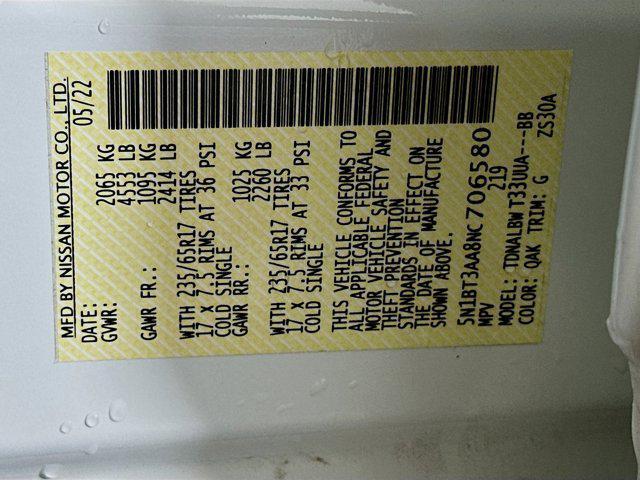 MFD BY NISSAN MOTOR CO., LTD.
DATE: 05/22
GVWR: 2065 KG
4553 LB
GAWR FR.: 1095 KG
2414 LB
WITH 235/65R17 TIRES
17 X 7.5 RIMS AT 36 PSI
COLD SINGLE
GAWR RR.: 1025 KG
2260 LB
WITH 235/65R17 TIRES
17 X 7.5 RIMS AT 33 PSI
COLD SINGLE
THIS VEHICLE CONFORMS TO
ALL APPLICABLE FEDERAL
MOTOR VEHICLE SAFETY AND
THEFT PREVENTION
STANDARDS IN EFFECT ON
THE DATE OF MANUFACTURE
SHOWN ABOVE.
5N1BT3AA8NC706580
MPV 219
MODEL: TDNALBWT33UUA----BB
COLOR: QAK TRIM: G ZS30A